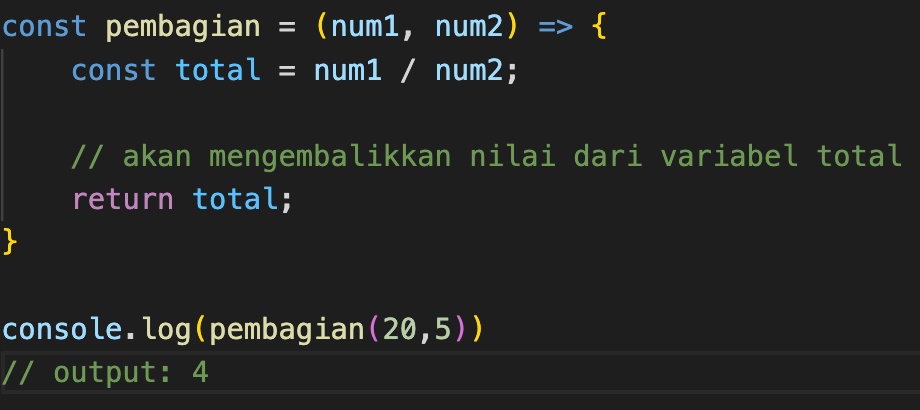 const pembagian = (num1, num2) => {
    const total = num1 / num2;

    // akan mengembalikkan nilai dari variabel total
    return total;
}

console.log(pembagian(20,5))
// output: 4